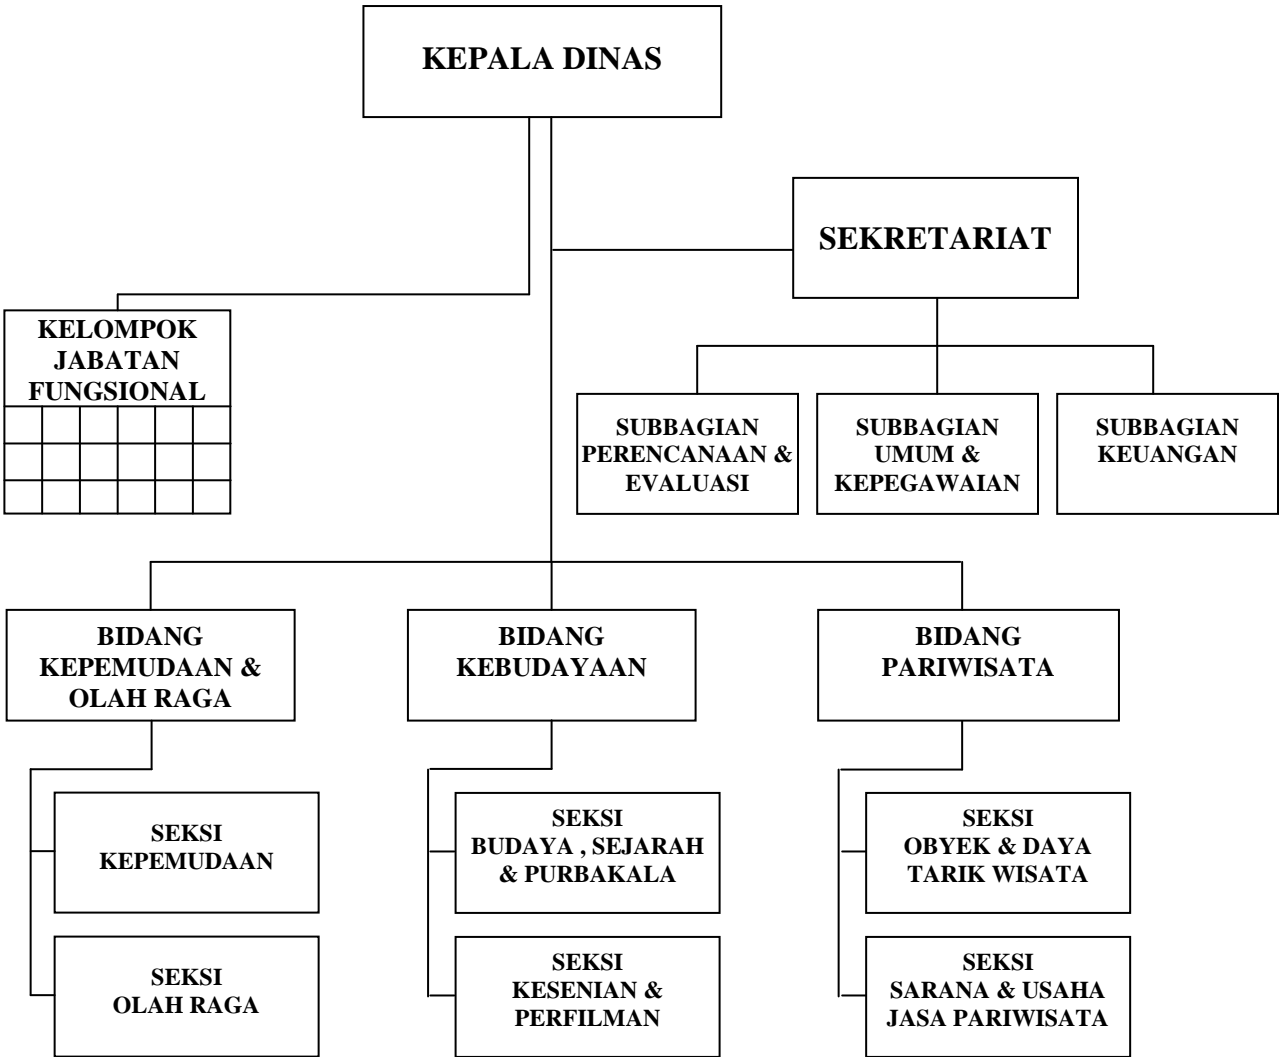 KEPALA DINAS
SEKRETARIAT
KELOMPOK
JABATAN
FUNGSIONAL
SUBBAGIAN
PERENCANAAN &
EVALUASI
SUBBAGIAN
UMUM &
KEPEGAWAIAN
SUBBAGIAN
KEUANGAN
BIDANG
KEPEMUDAAN &
OLAH RAGA
BIDANG
KEBUDAYAAN
BIDANG
PARIWISATA
SEKSI
KEPEMUDAAN
SEKSI
BUDAYA , SEJARAH
& PURBAKALA
SEKSI
OBYEK & DAYA
TARIK WISATA
SEKSI
OLAH RAGA
SEKSI
KESENIAN &
PERFILMAN
SEKSI
SARANA & USAHA
JASA PARIWISATA